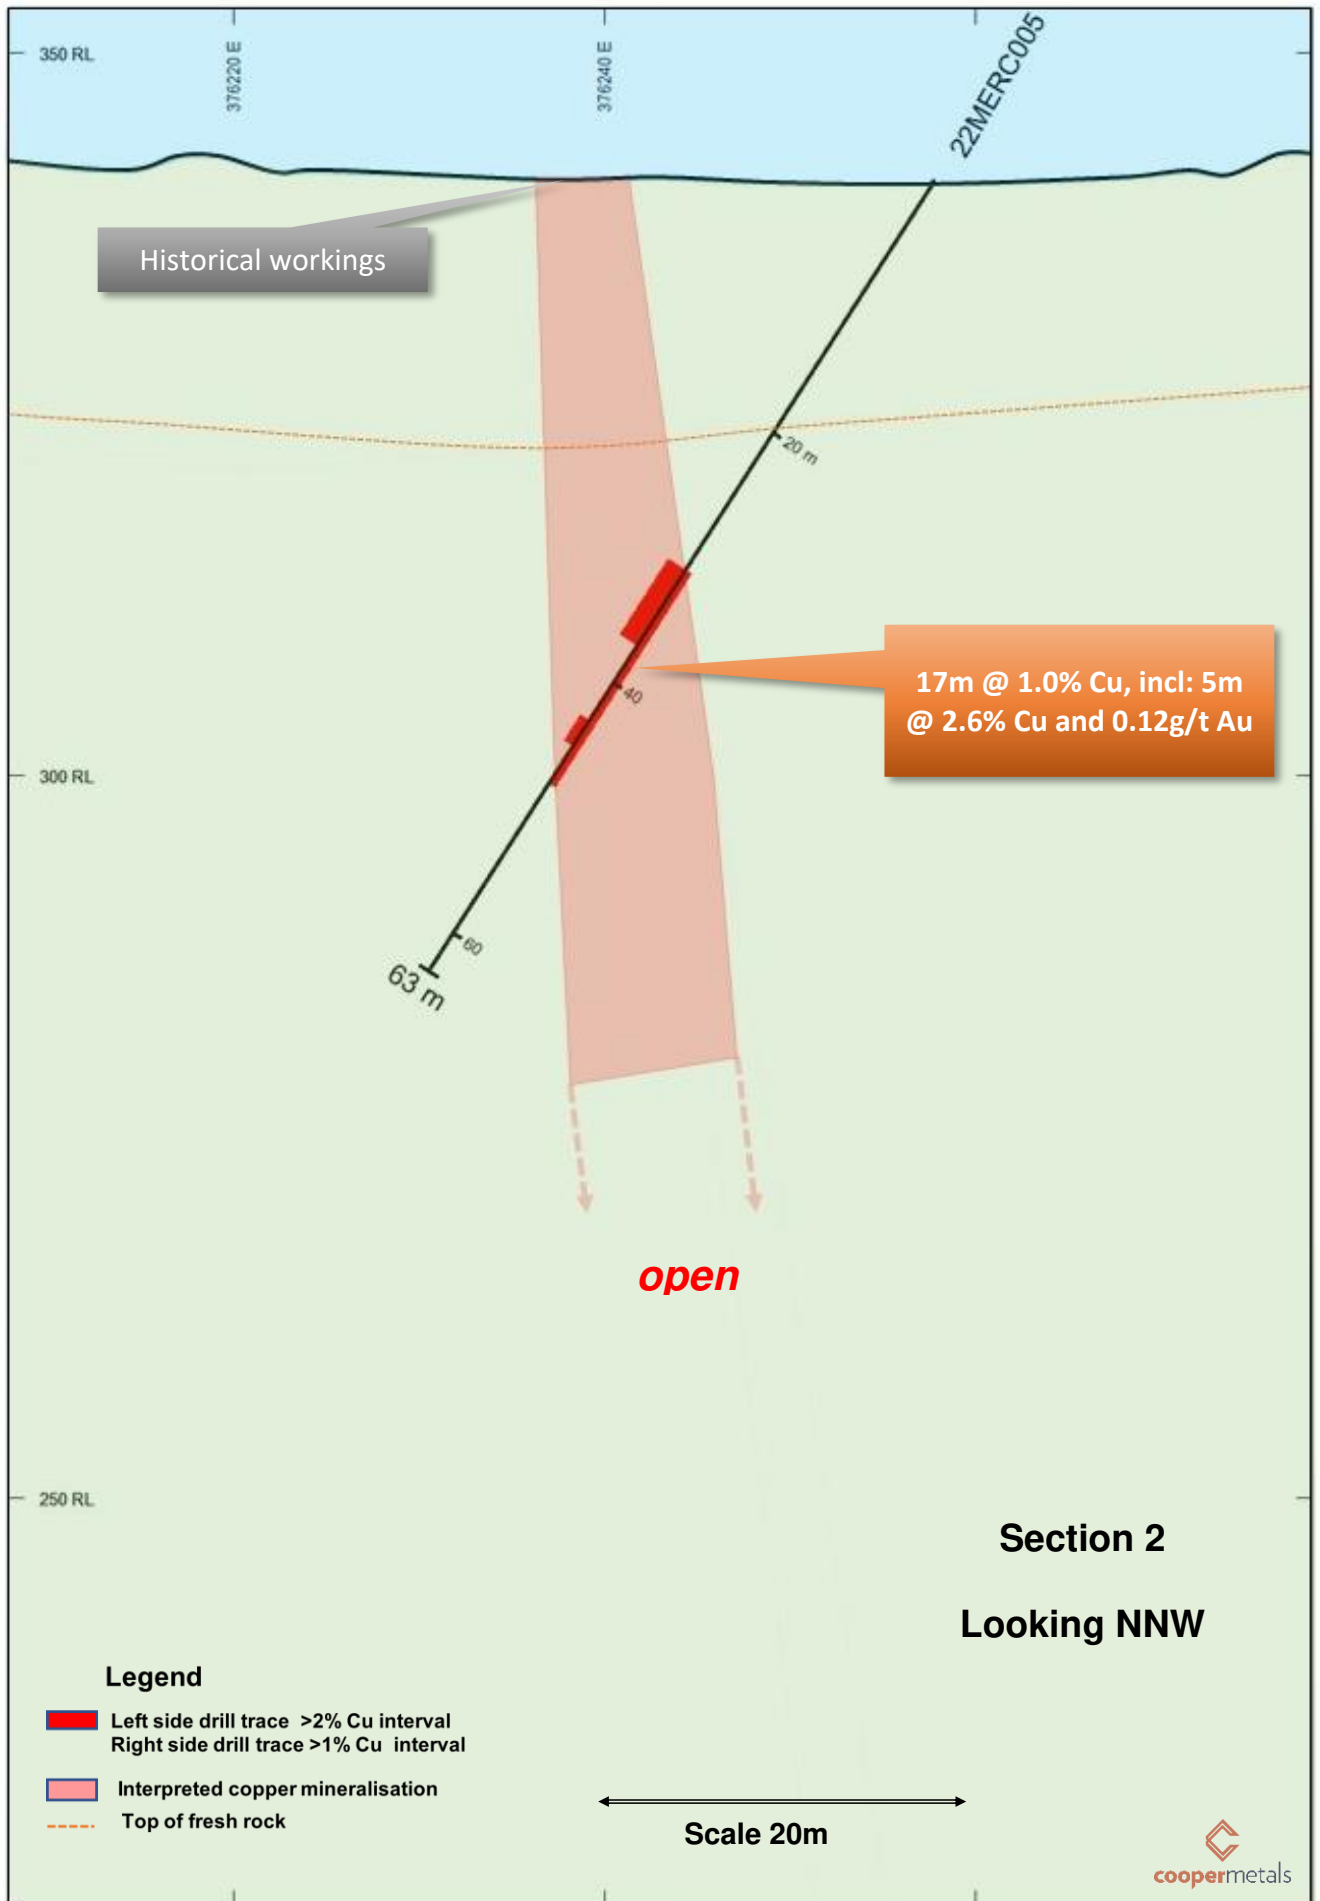 350 RL
376220 E
376240 E
22MERC005
Historical workings
20 m
17m @ 1.0% Cu, incl: 5m
@ 2.6% Cu and 0.12g/t Au
40
300 RL
60
63 m
open
250 RL
Section 2
Looking NNW
Legend
Left side drill trace >2% Cu interval
Right side drill trace >1% Cu interval
Interpreted copper mineralisation
Top of fresh rock
Scale 20m
coopermetals